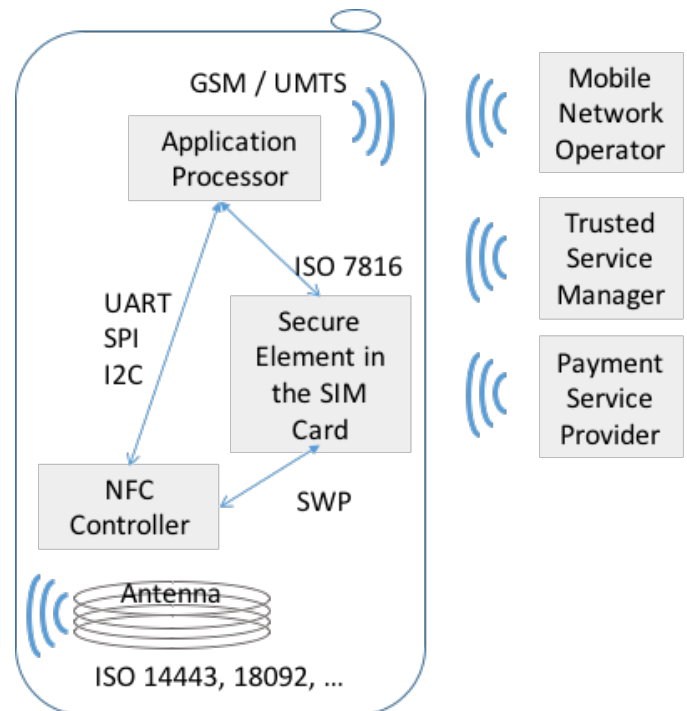 GSM / UMTS
Application
Processor
ISO 7816
UART
SPI
I2C
Secure
Element in
the SIM
Card
NFC
Controller
SWP
Antenna
ISO 14443, 18092, ...
Mobile
Network
Operator
Trusted
Service
Manager
Payment
Service
Provider